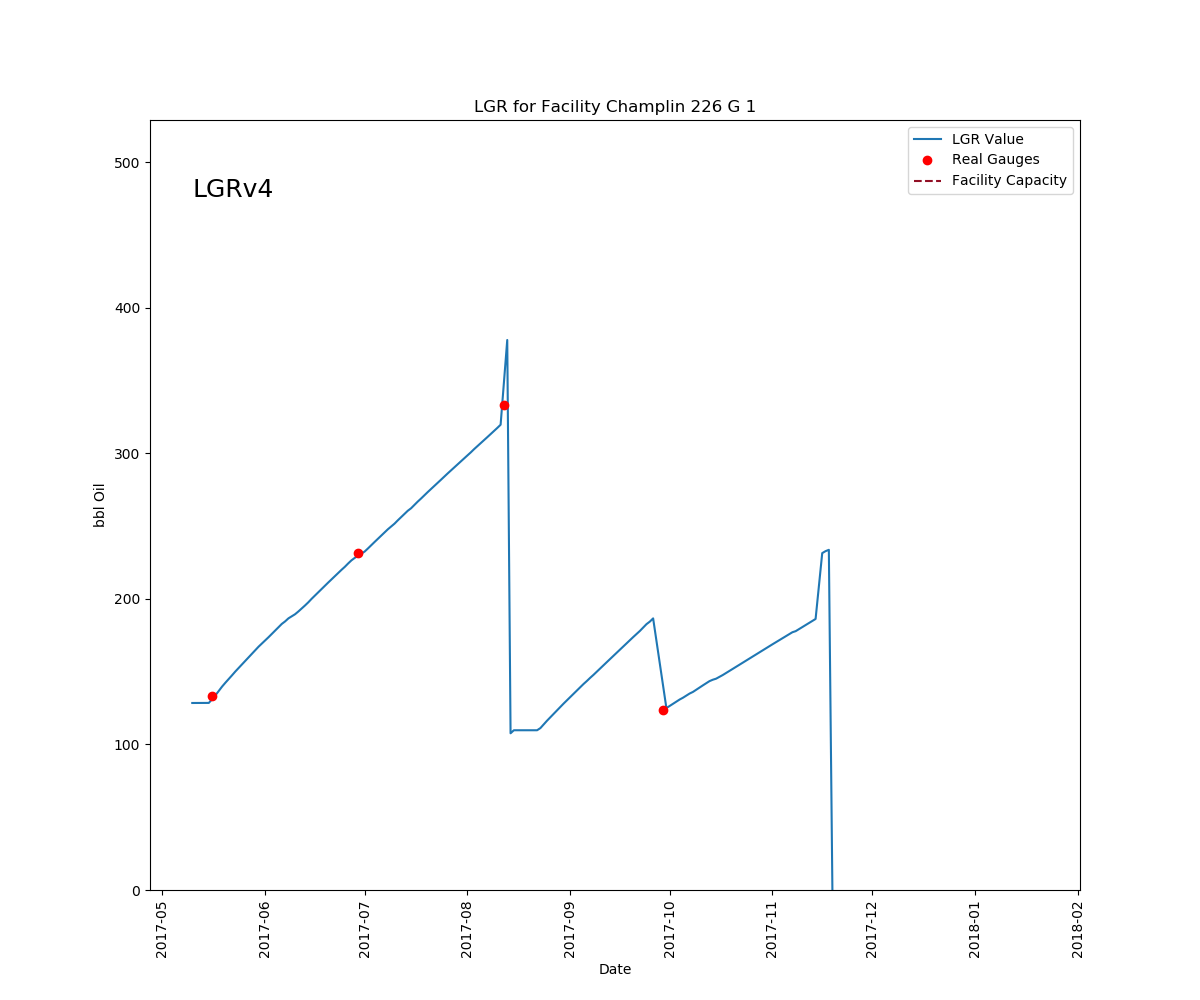 LGR for Facility Champlin 226 G 1
LGR Value
Real Gauges
Facility Capacity
LGRv4
500
400
300
200
100
0
bbl Oil
2017-05
2017-06
2017-07
2017-08
2017-09
2017-10
2017-11
2017-12
2018-01
2018-02
Date